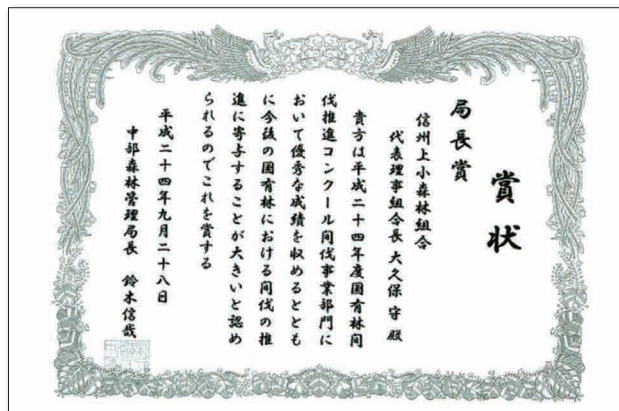 賞状
局長賞
信州上小森林組合
代表理事組合長 大久保守 殿
貴方は平成二十四年度国有林間
伐推進コンクール間伐事業部門に
おいて優秀な成績を収めるととも
に今後の国有林における間伐の推
進に寄与することが大きいと認め
られるのでこれを賞する
平成二十四年九月二十八日
中部森林管理局長 鈴木信哉